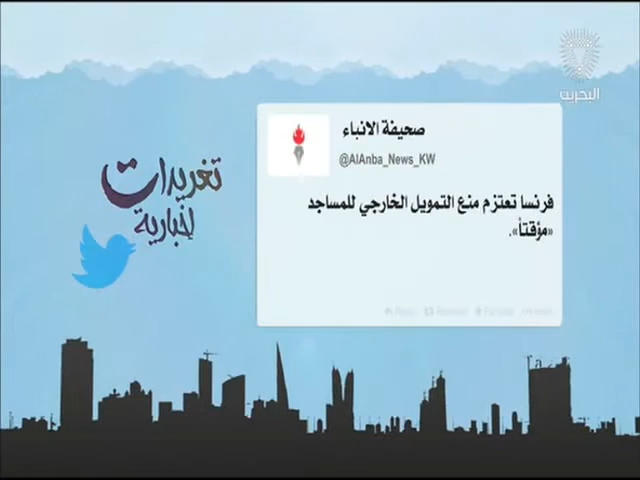 البحرين
صحيفة الانباء
@AlAnba_News_KW
تغريدات
إخبارية
فرنسا تعتزم منع التمويل الخارجي للمساجد
«مؤقتاً».